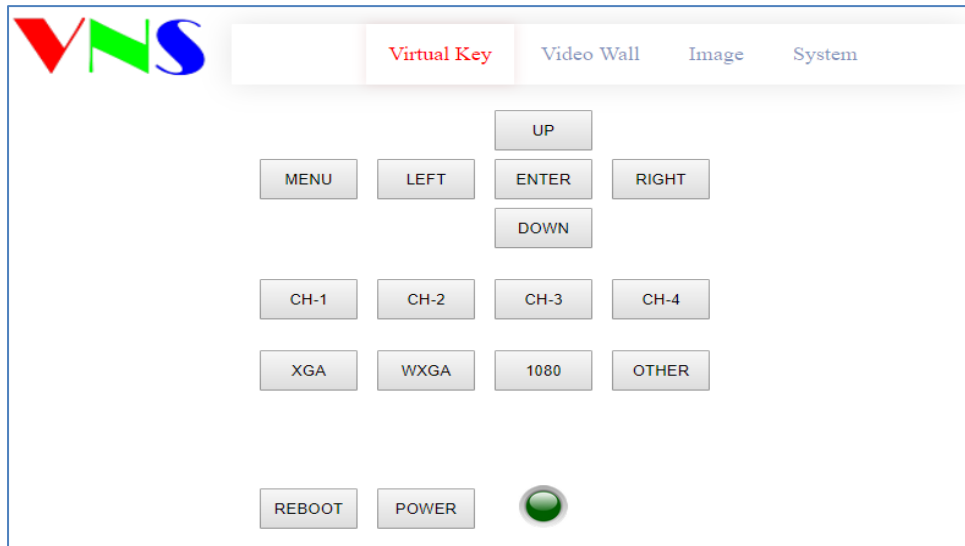 VNS
Virtual Key Video Wall Image System
UP
MENU LEFT ENTER RIGHT
DOWN
CH-1 CH-2 CH-3 CH-4
XGA WXGA 1080 OTHER
REBOOT POWER